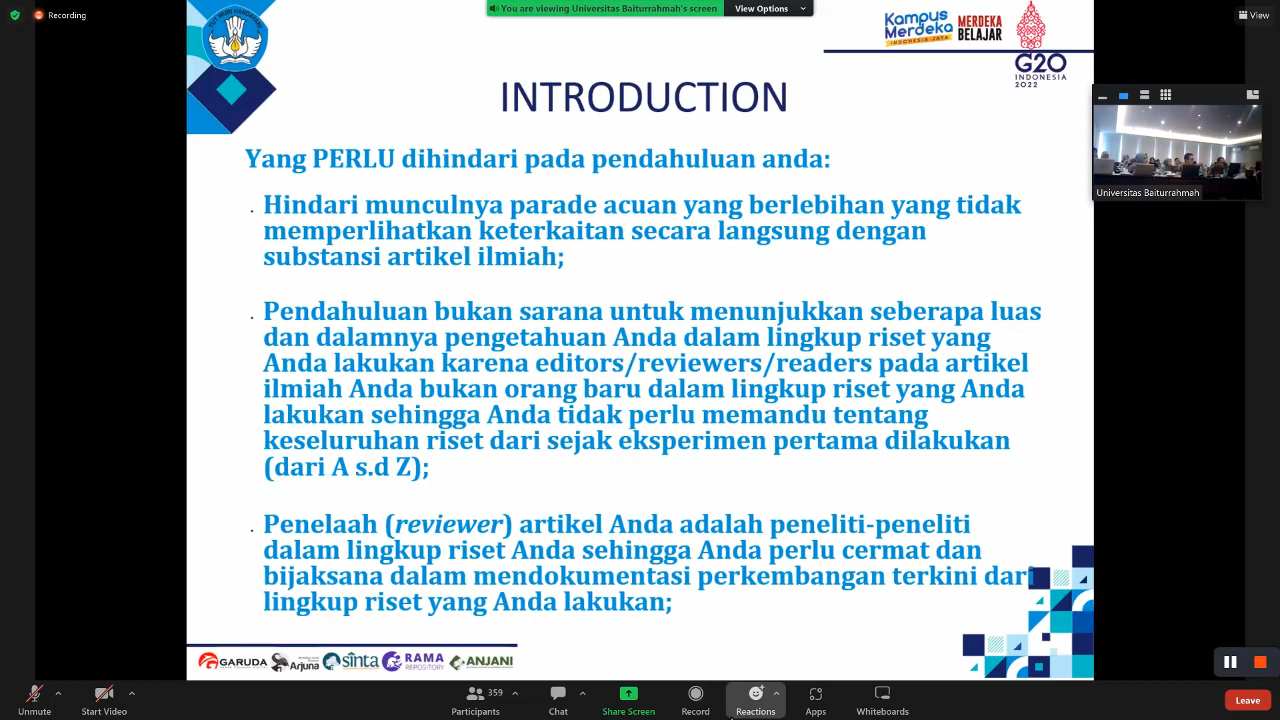 Recording
You are viewing Universitas Baiturrahmah's screen
View Options
View
TUT WURI HANDAYANI
Kampus
Merdeka
INDONESIA JAYA
MERDEKA
BELAJAR
G20
INDONESIA
2022
INTRODUCTION
Universitas Baiturrahmah
Yang PERLU dihindari pada pendahuluan anda:
. Hindari munculnya parade acuan yang berlebihan yang tidak
memperlihatkan keterkaitan secara langsung dengan
substansi artikel ilmiah;
. Pendahuluan bukan sarana untuk menunjukkan seberapa luas
dan dalamnya pengetahuan Anda dalam lingkup riset yang
Anda lakukan karena editors/reviewers/readers pada artikel
ilmiah Anda bukan orang baru dalam lingkup riset yang Anda
lakukan sehingga Anda tidak perlu memandu tentang
keseluruhan riset dari sejak eksperimen pertama dilakukan
(dari A s.d Z);
. Penelaah (reviewer) artikel Anda adalah peneliti-peneliti
dalam lingkup riset Anda sehingga Anda perlu cermat dan
bijaksana dalam mendokumentasi perkembangan terkini dari
lingkup riset yang Anda lakukan;
GARUDA
Arjuna
sinta
RAMA
REPOSITORY
ANJANI
Unmute
Start Video
359
Participants
Chat
Share Screen
Record
Reactions
Apps
Whiteboards
Leave